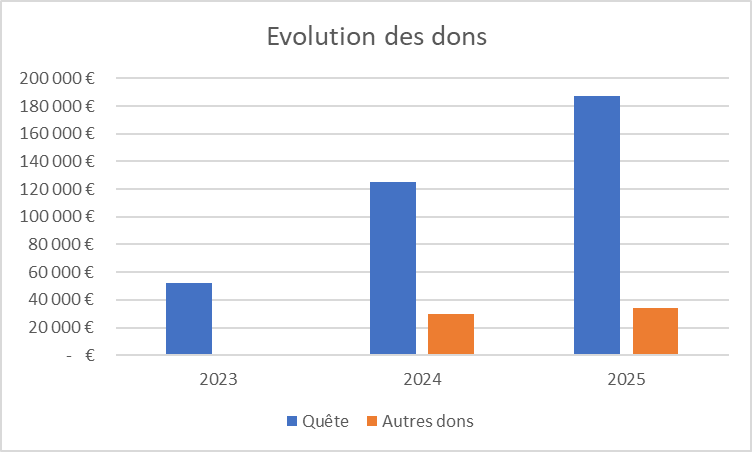 Evolution des dons
200 000 €
180 000 €
160 000 €
140 000 €
120 000 €
100 000 €
80 000 €
60 000 €
40 000 €
20 000 €
- €
2023 2024 2025
Quête Autres dons